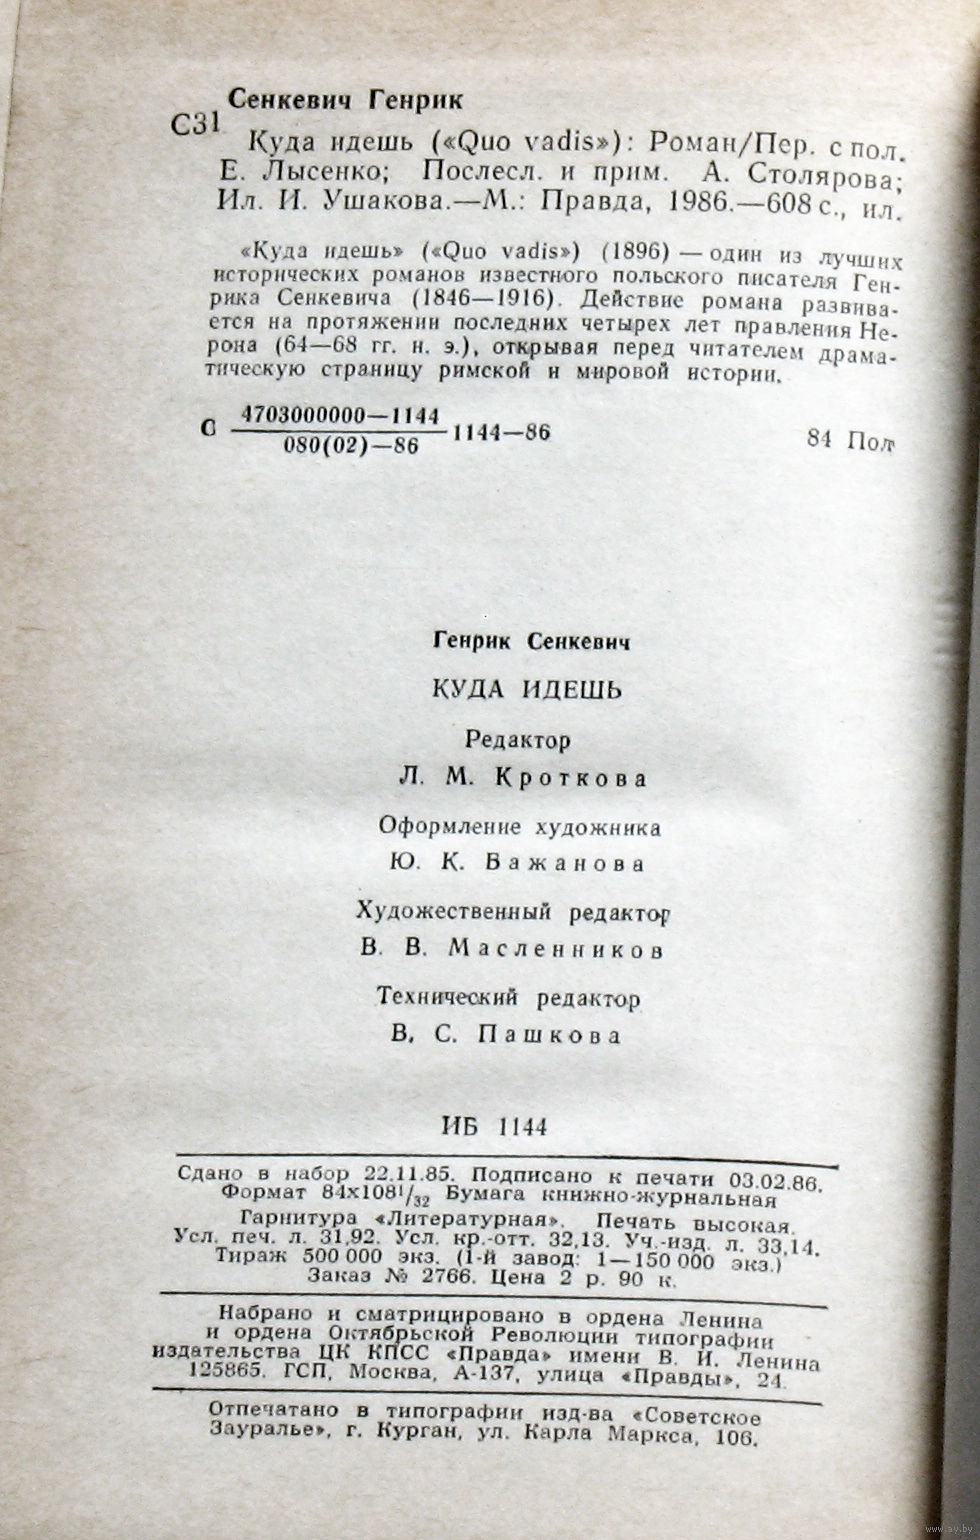 Сенкевич Генрик
С31
Куда идешь («Quo vadis»): Роман/Пер. с пол.
Е. Лысенко; Послесл. и прим. А. Столярова;
Ил. И. Ушакова.—М.: Правда, 1986.—608 с., ил.
«Куда идешь» («Quo vadis») (1896) — один из лучших
исторических романов известного польского писателя Ген-
рика Сенкевича (1846—1916). Действие романа развива-
ется на протяжении последних четырех лет правления Не-
рона (64—68 гг. н. э.), открывая перед читателем драма-
тическую страницу римской и мировой истории.
С 4703000000—1144
080(02)—86
1144—86
84 Пол
Генрик Сенкевич
КУДА ИДЕШЬ
Редактор
Л. М. Кроткова
Оформление художника
Ю. К. Бажанова
Художественный редактор
В. В. Масленников
Технический редактор
В. С. Пашкова
ИБ 1144
Сдано в набор 22.11.85. Подписано к печати 03.02.86.
Формат 84х108¹/₃₂ Бумага книжно-журнальная
Гарнитура «Литературная». Печать высокая.
Усл. печ. л. 31,92. Усл. кр.-отт. 32,13. Уч.-изд. л. 33,14.
Тираж 500 000 экз. (1-й завод: 1—150 000 экз.)
Заказ № 2766. Цена 2 р. 90 к.
Набрано и сматрицировано в ордена Ленина
и ордена Октябрьской Революции типографии
издательства ЦК КПСС «Правда» имени В. И. Ленина
125865. ГСП, Москва, А-137, улица «Правды», 24.
Отпечатано в типографии изд-ва «Советское
Зауралье», г. Курган, ул. Карла Маркса, 106.
www.ay.by